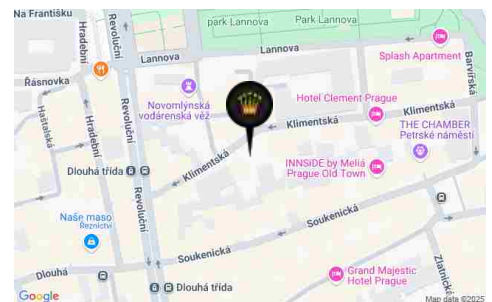 Na Františku
park Lannova
Park Lannova
Hradební
Revoluční
Lannova
Lannova
Splash Apartment
Barvířská
Řásnovka
Novomlýnská
vodárenská věž
Hotel Clement Prague
Klimentská
Klimentská
Haštalská
Hradební
Revoluční
THE CHAMBER
Petrské náměstí
Dlouhá třída
Klimentská
INNSiDE by Meliá
Prague Old Town
Revoluční
Soukenická
Naše maso
Řeznictví
Soukenická
Zlatnická
Dlouhá
Grand Majestic
Hotel Prague
Dlouhá třída
Google
Map data ©2025